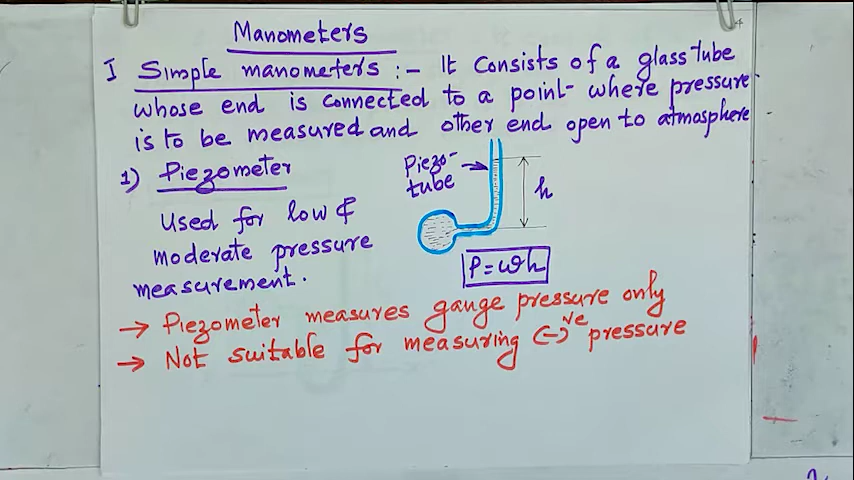 Manometers
I Simple manometers :- It consists of a glass tube
whose end is connected to a point where pressure
is to be measured and other end open to atmosphere
1) Piezometer
Piezo-
tube
h
Used for low &
moderate pressure
measurement.
P = ωh
→ Piezometer measures gauge pressure only
→ Not suitable for measuring (-)ve pressure